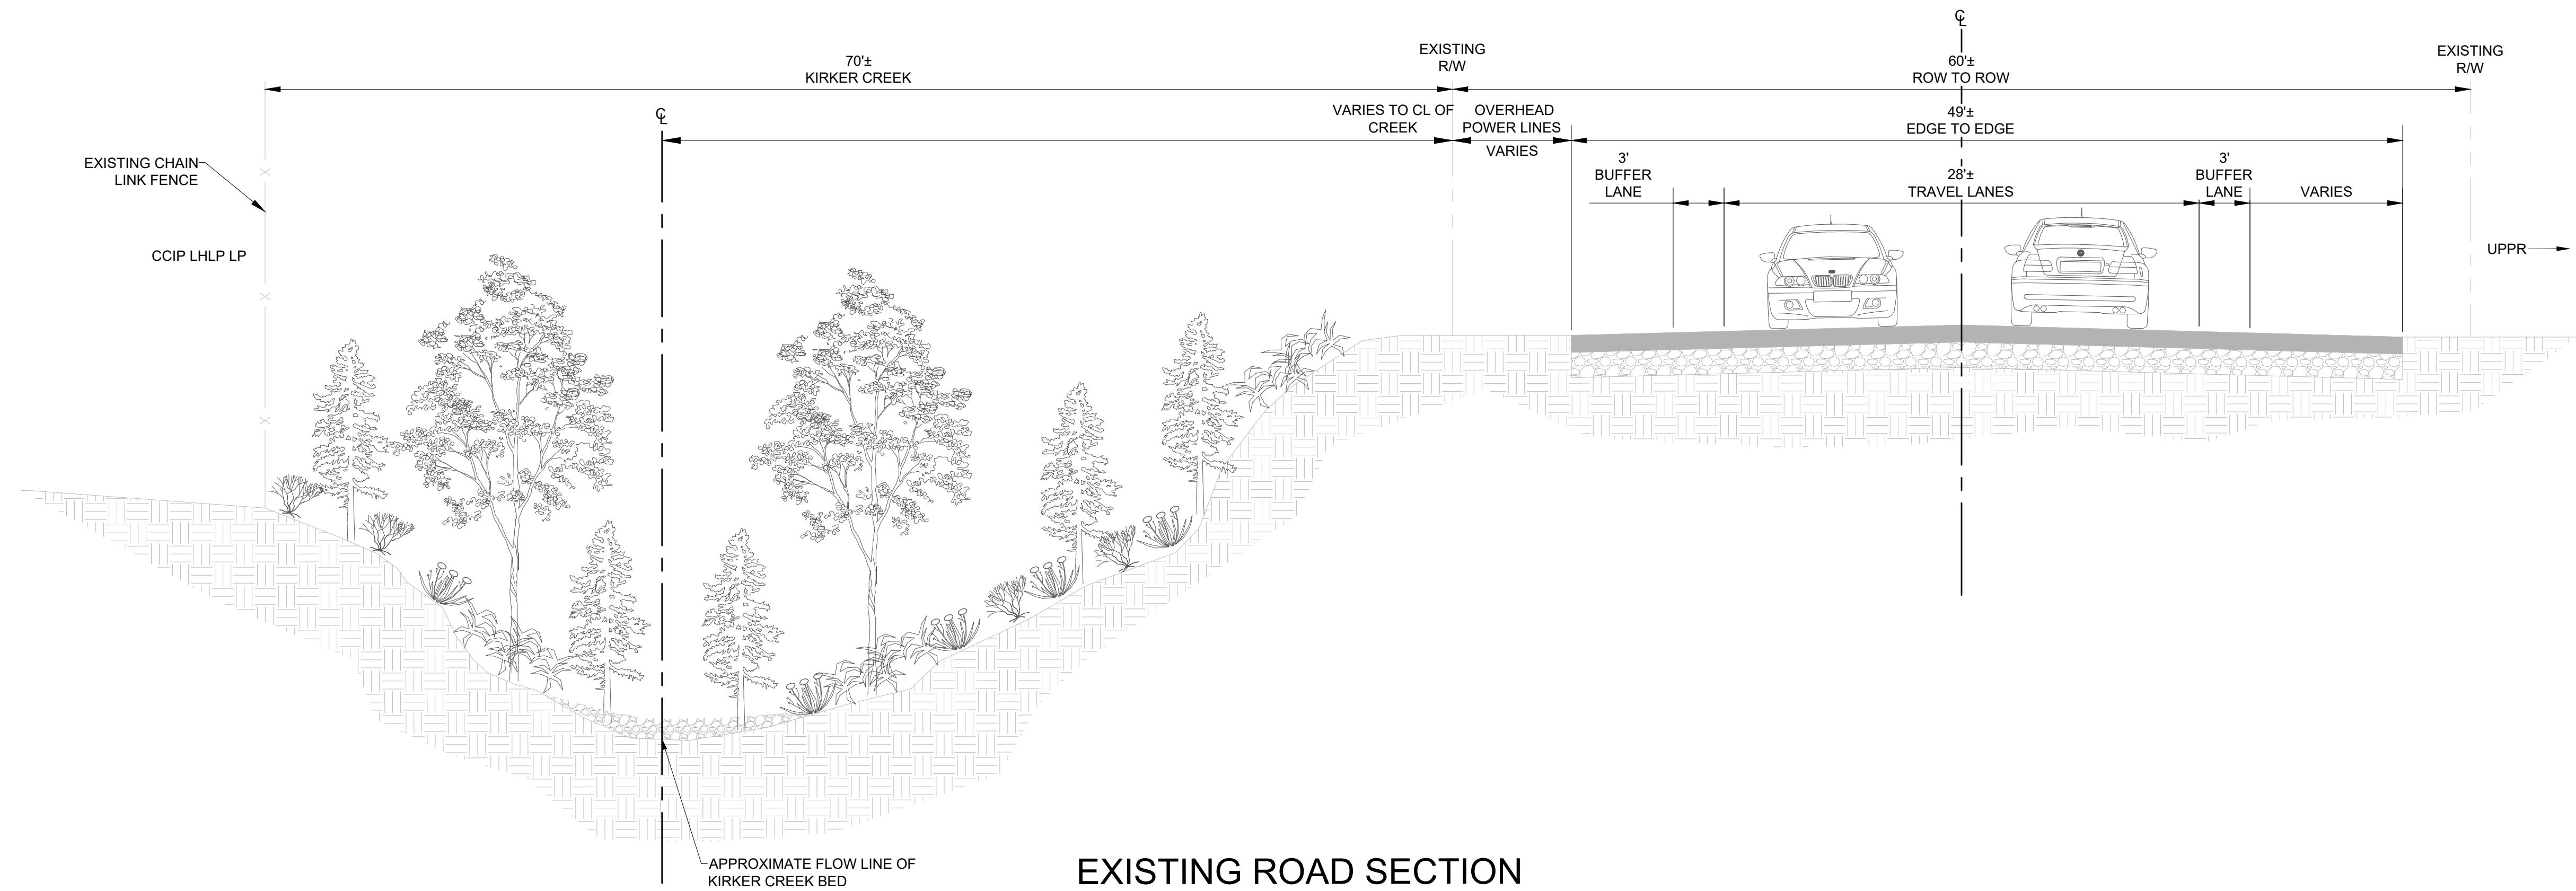 ℄
EXISTING
R/W
EXISTING
R/W
70'±
KIRKER CREEK
60'±
ROW TO ROW
℄
VARIES TO CL OF
CREEK
OVERHEAD
POWER LINES
VARIES
49'±
EDGE TO EDGE
EXISTING CHAIN
LINK FENCE
3'
BUFFER
LANE
28'±
TRAVEL LANES
3'
BUFFER
LANE
VARIES
CCIP LHLP LP
UPPR
APPROXIMATE FLOW LINE OF
KIRKER CREEK BED
EXISTING ROAD SECTION